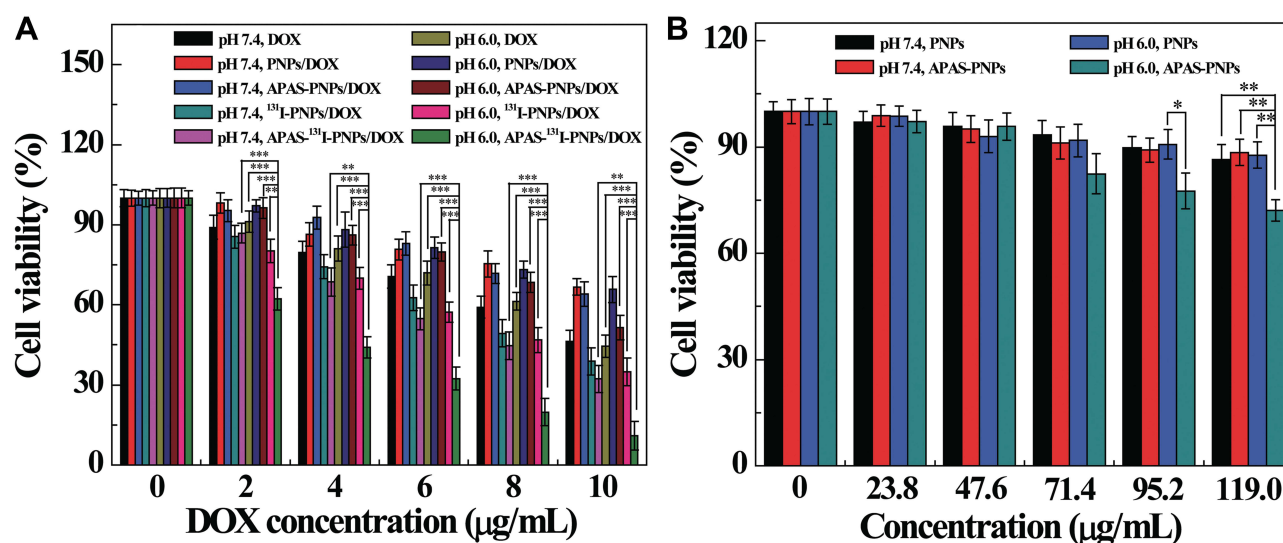 A
Cell viability (%)
150
120
90
60
30
0
pH 7.4, DOX
pH 7.4, PNPs/DOX
pH 7.4, APAS-PNPs/DOX
pH 7.4, ¹³¹I-PNPs/DOX
pH 7.4, APAS-¹³¹I-PNPs/DOX
pH 6.0, DOX
pH 6.0, PNPs/DOX
pH 6.0, APAS-PNPs/DOX
pH 6.0, ¹³¹I-PNPs/DOX
pH 6.0, APAS-¹³¹I-PNPs/DOX
***
***
***
**
**
***
***
***
***
***
***
***
***
***
***
***
**
***
***
***
0 2 4 6 8 10
DOX concentration (μg/mL)
B
Cell viability (%)
120
90
60
30
0
pH 7.4, PNPs
pH 7.4, APAS-PNPs
pH 6.0, PNPs
pH 6.0, APAS-PNPs
*
**
**
**
0 23.8 47.6 71.4 95.2 119.0
Concentration (μg/mL)